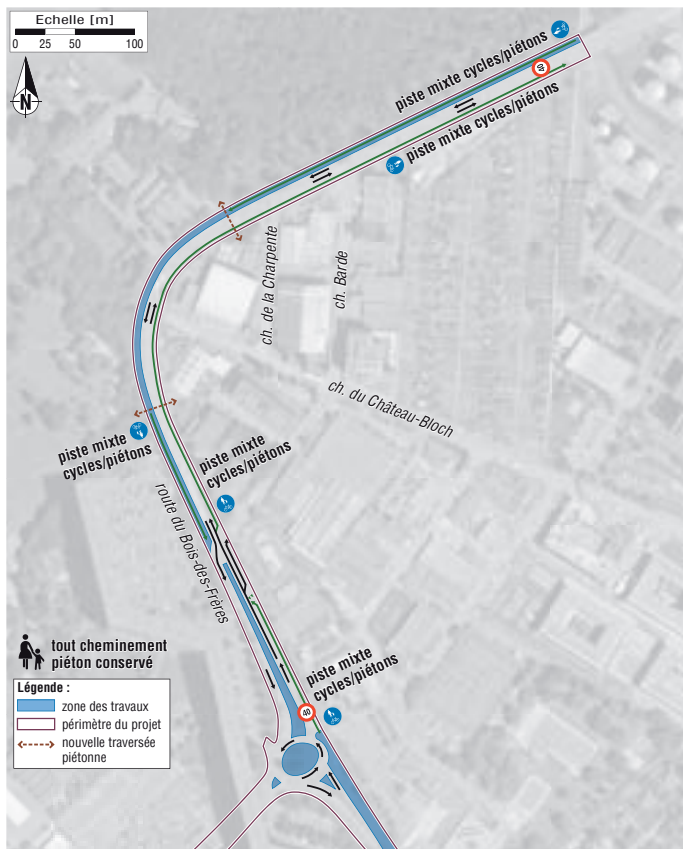 Echelle [m]
0 25 50 100
N
piste mixte cycles/piétons
40
piste mixte cycles/piétons
ch. de la Charpente
ch. Barde
ch. du Château-Bloch
piste mixte
cycles/piétons
piste mixte
cycles/piétons
route du Bois-des-Frères
tout cheminement
piéton conservé
piste mixte
cycles/piétons
40
Légende :
zone des travaux
périmètre du projet
nouvelle traversée
piétonne